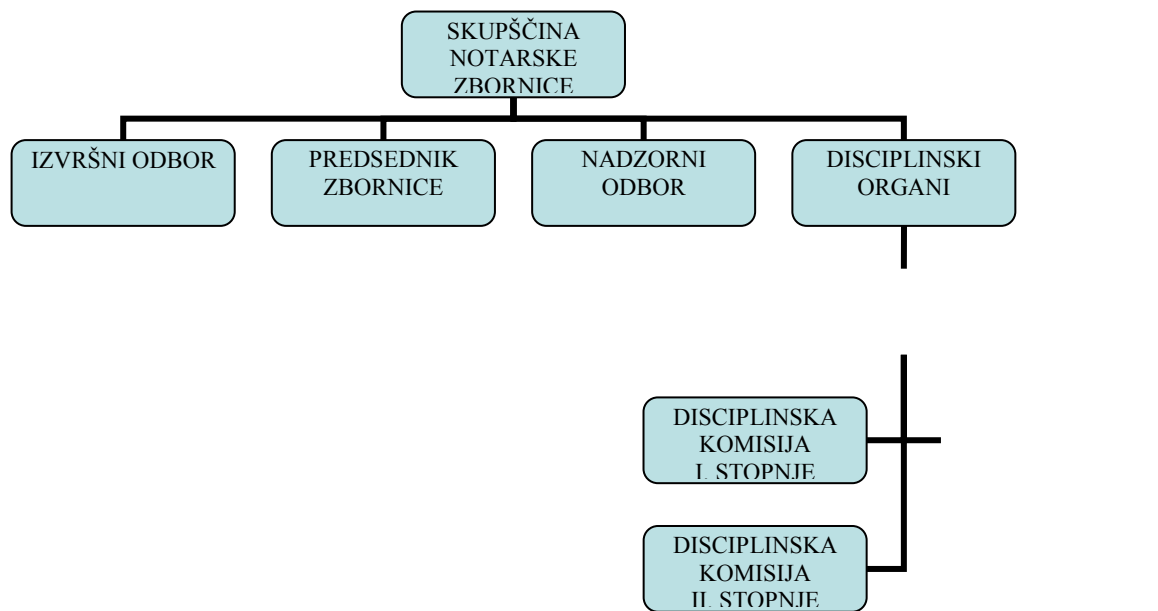 SKUPŠČINA
NOTARSKE
ZBORNICE
IZVRŠNI ODBOR
PREDSEDNIK
ZBORNICE
NADZORNI
ODBOR
DISCIPLINSKI
ORGANI
DISCIPLINSKA
KOMISIJA
I. STOPNJE
DISCIPLINSKA
KOMISIJA
II. STOPNJE